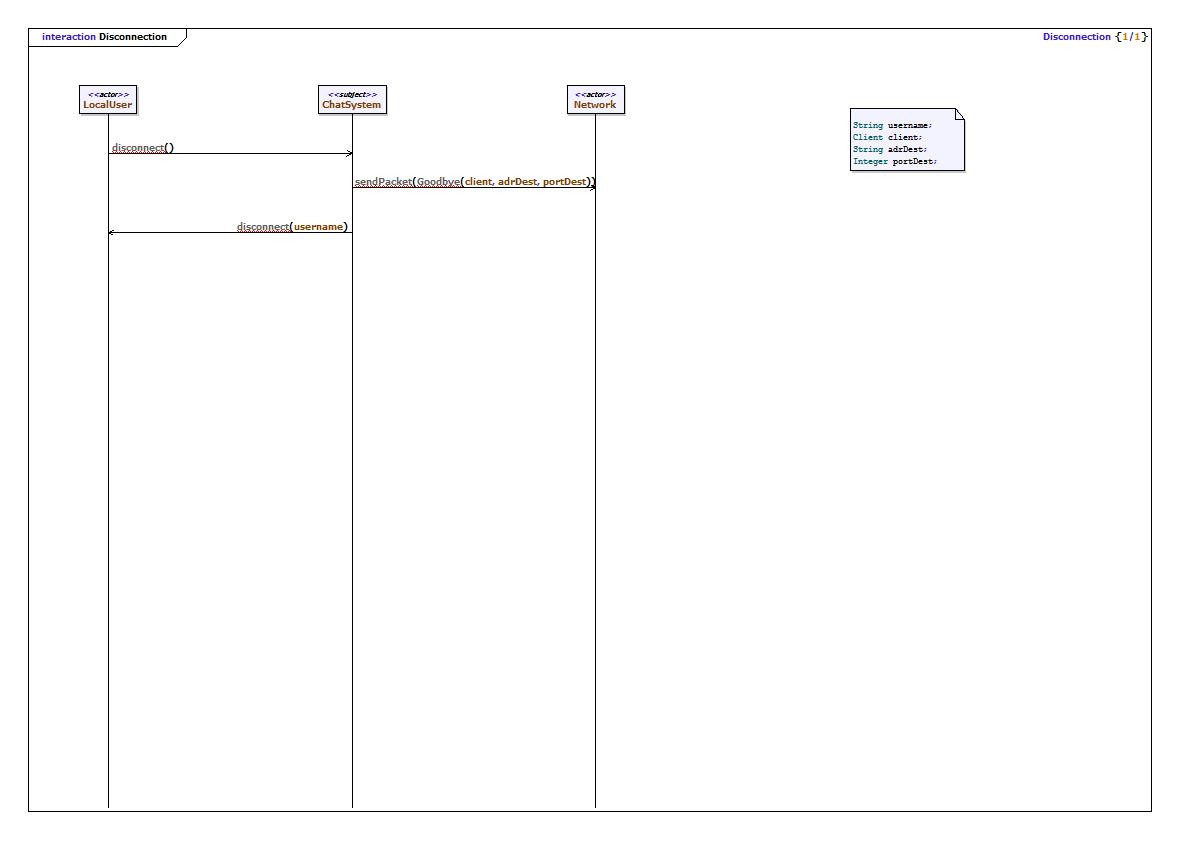 interaction Disconnection
Disconnection {1/1}
<<actor>>
LocalUser
<<subject>>
ChatSystem
<<actor>>
Network
String username;
Client client;
String adrDest;
Integer portDest;
disconnect()
sendPacket(Goodbye(client, adrDest, portDest))
disconnect(username)